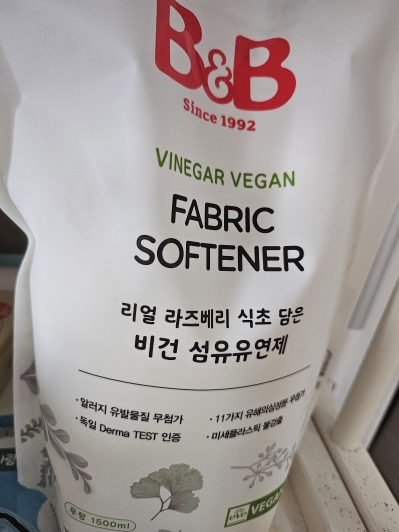 B&B
Since 1992
VINEGAR VEGAN
FABRIC
SOFTENER
리얼 라즈베리 식초 담은
비건 섬유유연제
·알러지 유발물질 무첨가
·11가지 유해의심성분 무첨가
·독일 Derma TEST 인증
·미세플라스틱 불검출
무향 1500ml
VEGAN